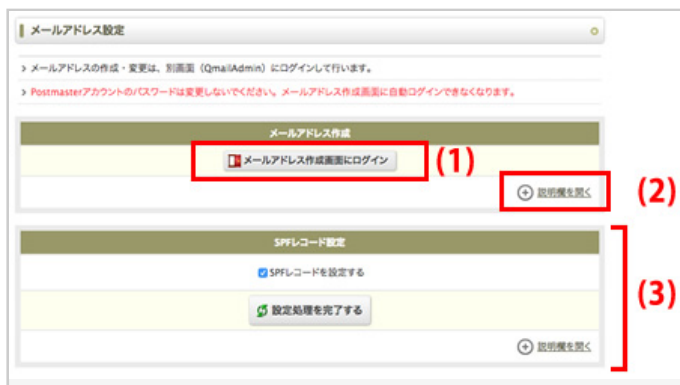 メールアドレス設定
› メールアドレスの作成・変更は、別画面（QmailAdmin）にログインして行います。
› Postmasterアカウントのパスワードは変更しないでください。メールアドレス作成画面に自動ログインできなくなります。
メールアドレス作成
メールアドレス作成画面にログイン
(1)
説明欄を開く
(2)
SPFレコード設定
SPFレコードを設定する
(3)
設定処理を完了する
説明欄を開く